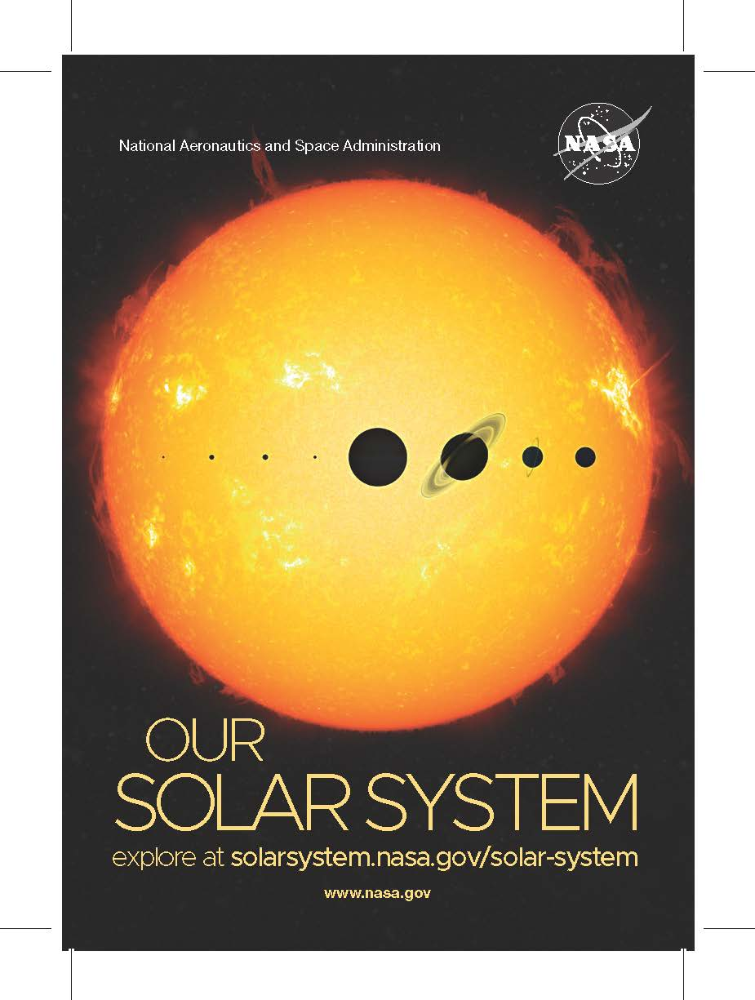 National Aeronautics and Space Administration
NASA
OUR
SOLAR SYSTEM
explore at solarsystem.nasa.gov/solar-system
www.nasa.gov